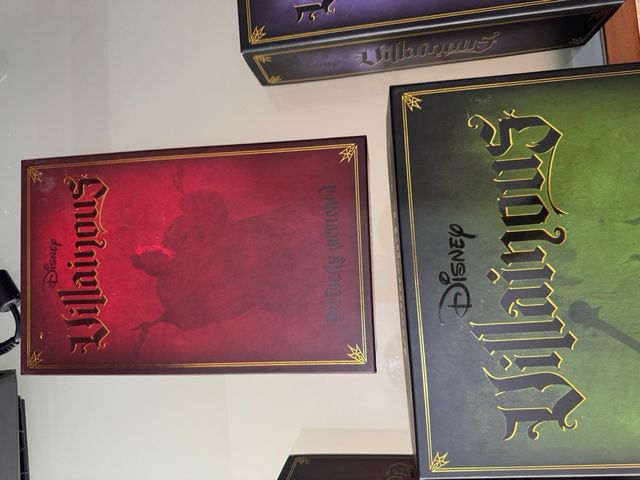 Villainous
DISNEY
Villainous
perfectly wretched
DISNEY
Villainous